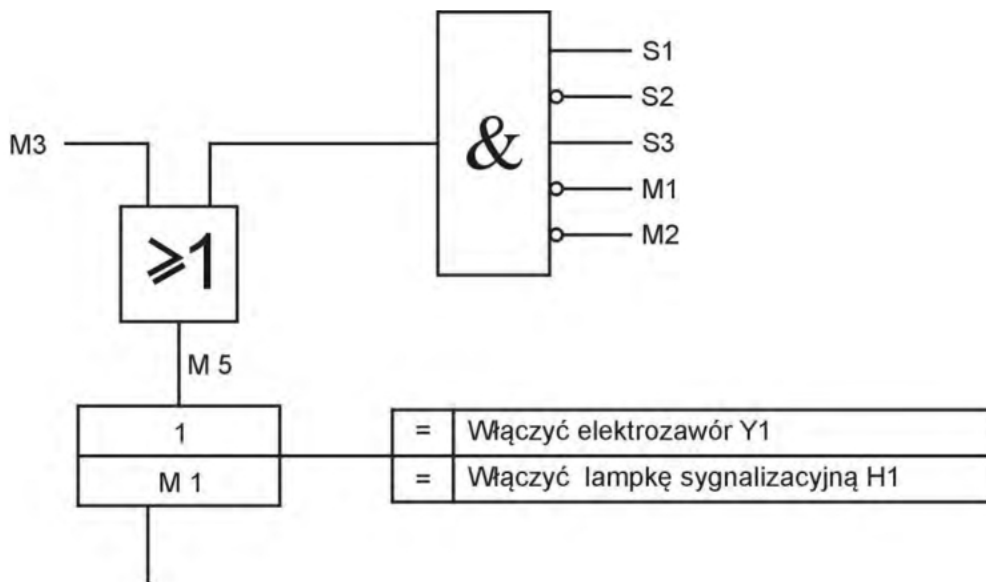 S1
S2
M3
&
S3
M1
M2
≥1
M 5
1
= Włączyć elektrozawór Y1
M 1
= Włączyć lampkę sygnalizacyjną H1